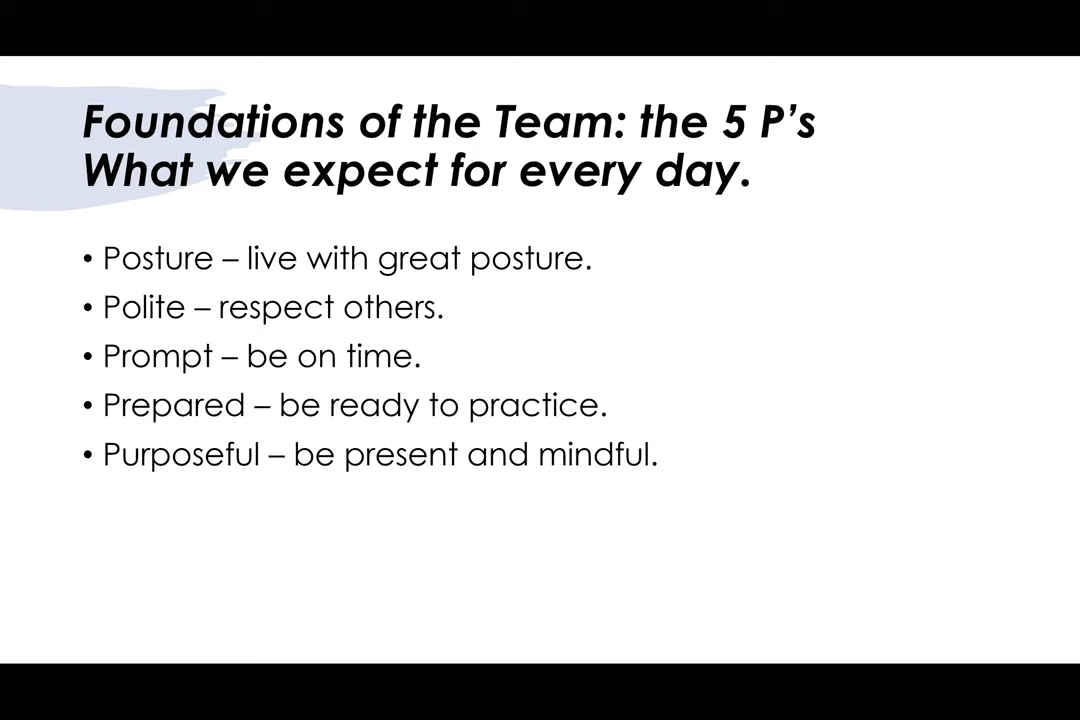 Foundations of the Team: the 5 P’s
What we expect for every day.
• Posture – live with great posture.
• Polite – respect others.
• Prompt – be on time.
• Prepared – be ready to practice.
• Purposeful – be present and mindful.